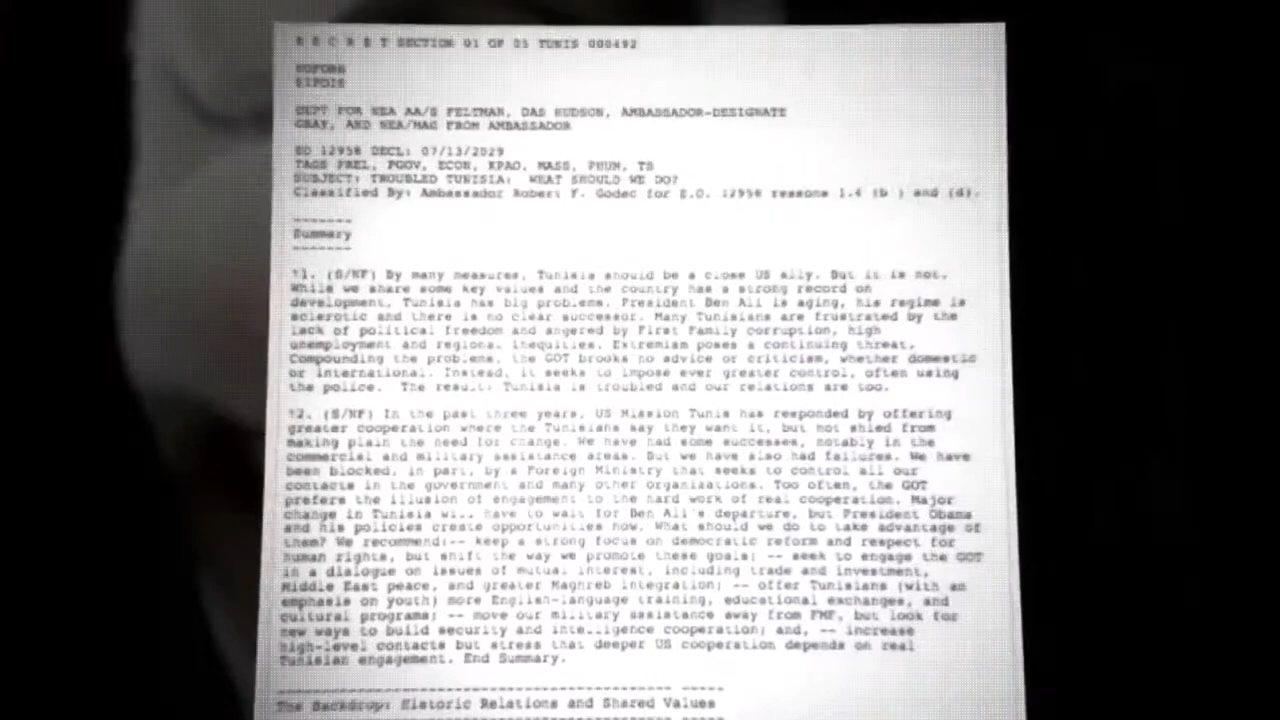 S E C R E T SECTION 01 OF 05 TUNIS 000492
NOFORN
SIPDIS
DEPT FOR NEA AA/S FELTMAN, DAS HUDSON, AMBASSADOR-DESIGNATE
GRAY, AND NEA/MAG FROM AMBASSADOR
EO 12958 DECL: 07/13/2029
TAGS PREL, PGOV, ECON, KPAO, MASS, PHUM, TS
SUBJECT: TROUBLED TUNISIA: WHAT SHOULD WE DO?
Classified By: Ambassador Robert F. Godec for E.O. 12958 reasons 1.4 (b ) and (d).
-------
Summary
-------
¶1. (S/NF) By many measures, Tunisia should be a close US ally. But it is not.
While we share some key values and the country has a strong record on
development, Tunisia has big problems. President Ben Ali is aging, his regime is
sclerotic and there is no clear successor. Many Tunisians are frustrated by the
lack of political freedom and angered by First Family corruption, high
unemployment and regional inequities. Extremism poses a continuing threat.
Compounding the problems, the GOT brooks no advice or criticism, whether domestic
or international. Instead, it seeks to impose ever greater control, often using
the police. The result: Tunisia is troubled and our relations are too.
¶2. (S/NF) In the past three years, US Mission Tunis has responded by offering
greater cooperation where the Tunisians say they want it, but not shied from
making plain the need for change. We have had some successes, notably in the
commercial and military assistance areas. But we have also had failures. We have
been blocked, in part, by a Foreign Ministry that seeks to control all our
contacts in the government and many other organizations. Too often, the GOT
prefers the illusion of engagement to the hard work of real cooperation. Major
change in Tunisia will have to wait for Ben Ali's departure, but President Obama
and his policies create opportunities now. What should we do to take advantage of
them? We recommend:-- keep a strong focus on democratic reform and respect for
human rights, but shift the way we promote these goals; -- seek to engage the GOT
in a dialogue on issues of mutual interest, including trade and investment,
Middle East peace, and greater Maghreb integration; -- offer Tunisians (with an
emphasis on youth) more English-language training, educational exchanges, and
cultural programs; -- move our military assistance away from FMF, but look for
new ways to build security and intelligence cooperation; and, -- increase
high-level contacts but stress that deeper US cooperation depends on real
Tunisian engagement. End Summary.
-------------------------------------------- -----
The Backdrop: Historic Relations and Shared Values
-------------------------------------------- -----